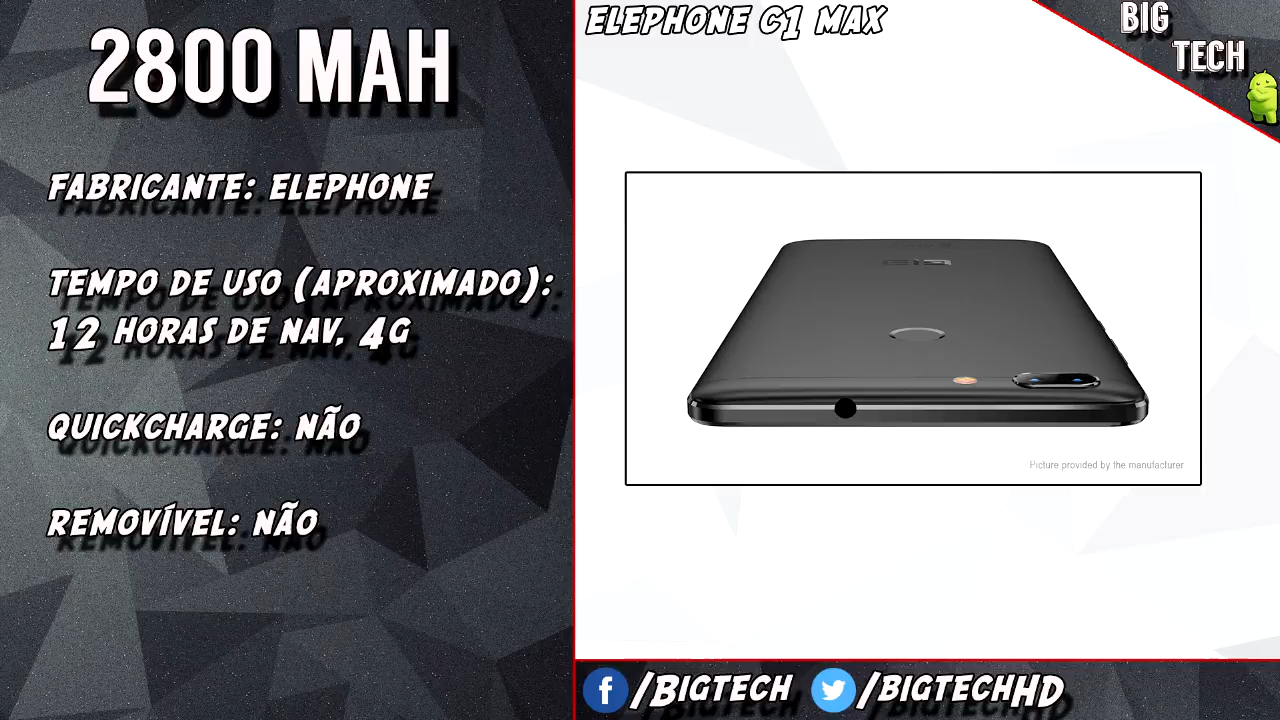 2800 MAH
FABRICANTE: ELEPHONE
TEMPO DE USO (APROXIMADO):
12 HORAS DE NAV. 4G
QUICKCHARGE: NÃO
REMOVÍVEL: NÃO
ELEPHONE C1 MAX
BIG
TECH
Picture provided by the manufacturer
/BIGTECH
/BIGTECHHD